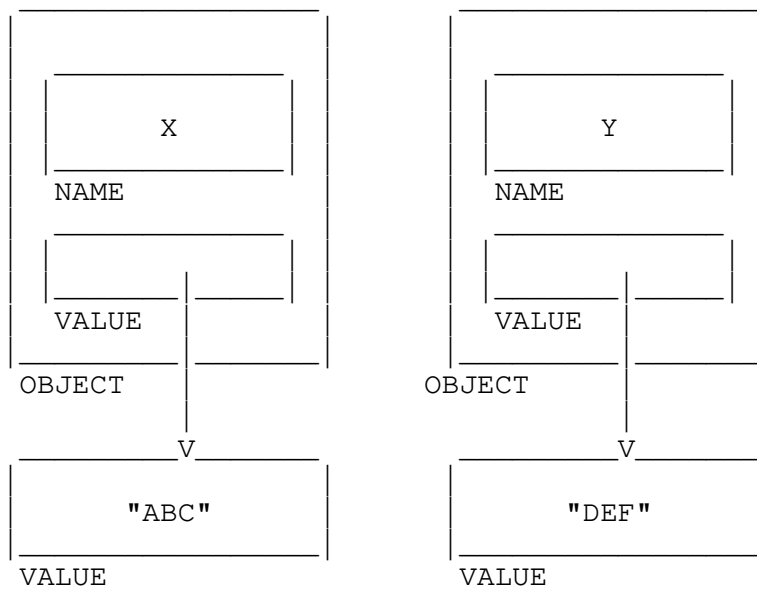 X Y
NAME NAME
VALUE VALUE
OBJECT OBJECT
V V
"ABC" "DEF"
VALUE VALUE